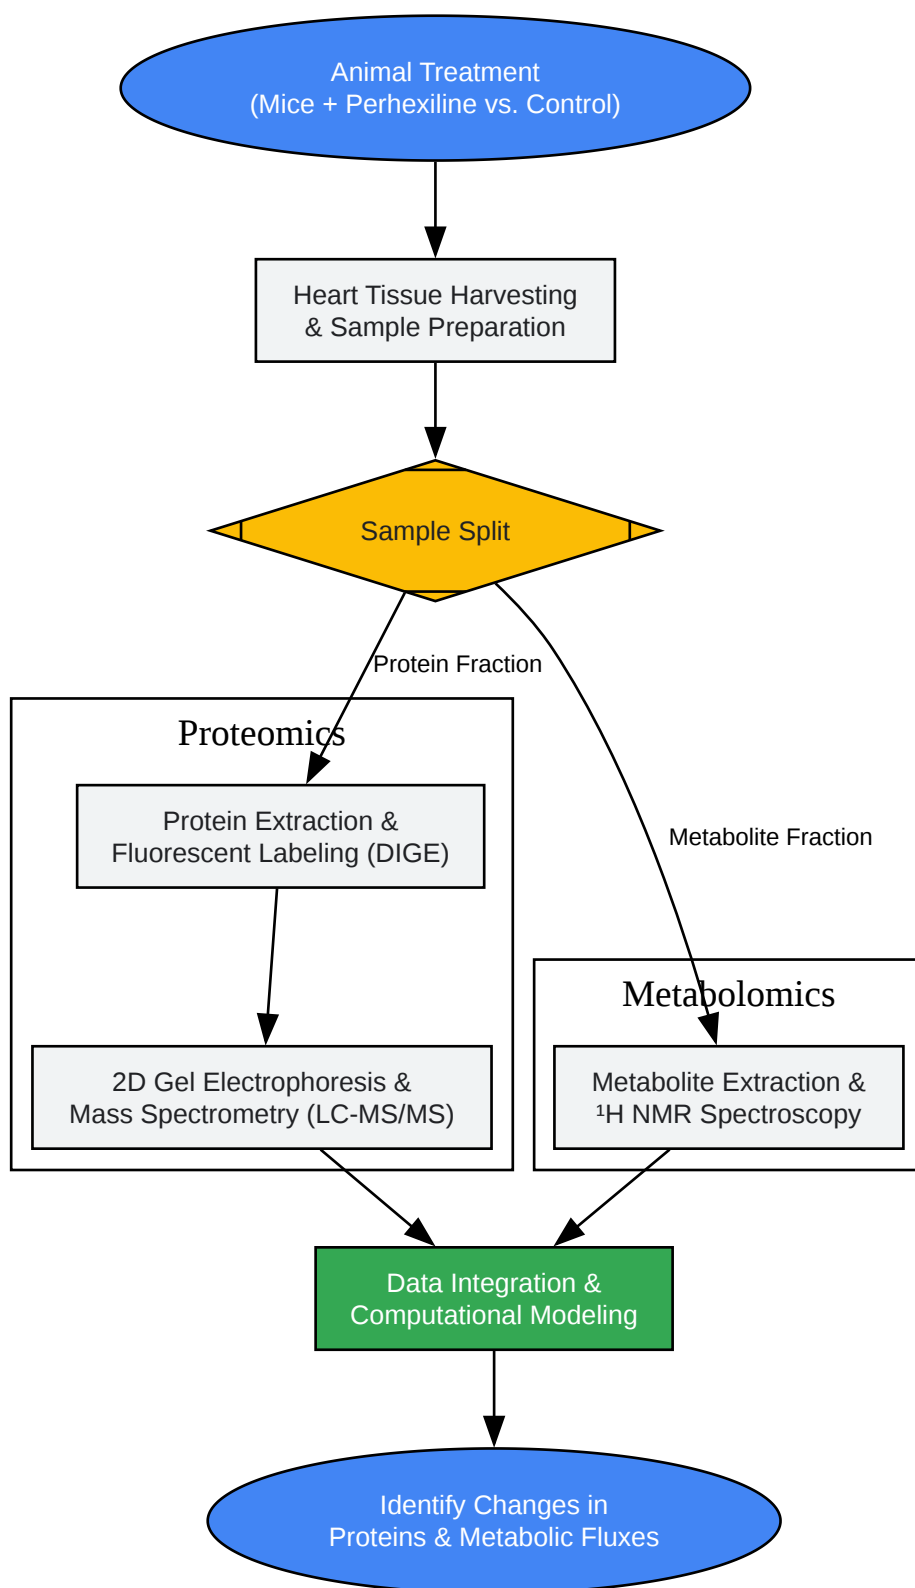 Animal Treatment
(Mice + Perhexiline vs. Control)
Heart Tissue Harvesting
& Sample Preparation
Sample Split
Protein Fraction
Proteomics
Protein Extraction &
Fluorescent Labeling (DIGE)
Metabolite Fraction
Metabolomics
2D Gel Electrophoresis &
Mass Spectrometry (LC-MS/MS)
Metabolite Extraction &
¹H NMR Spectroscopy
Data Integration &
Computational Modeling
Identify Changes in
Proteins & Metabolic Fluxes